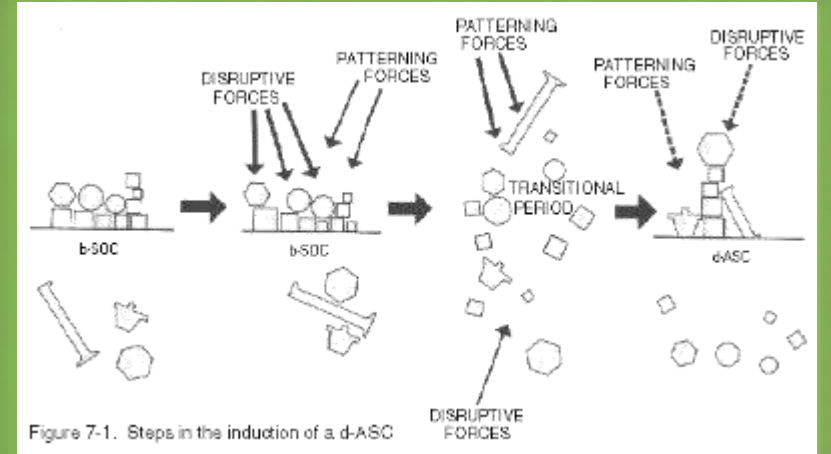 PATTERNING
FORCES
DISRUPTIVE
FORCES
PATTERNING
FORCES
DISRUPTIVE
FORCES
PATTERNING
FORCES
TRANSITIONAL
PERIOD
b-SOC
b-SOC
d-ASC
DISRUPTIVE
FORCES
Figure 7-1. Steps in the induction of a d-ASC